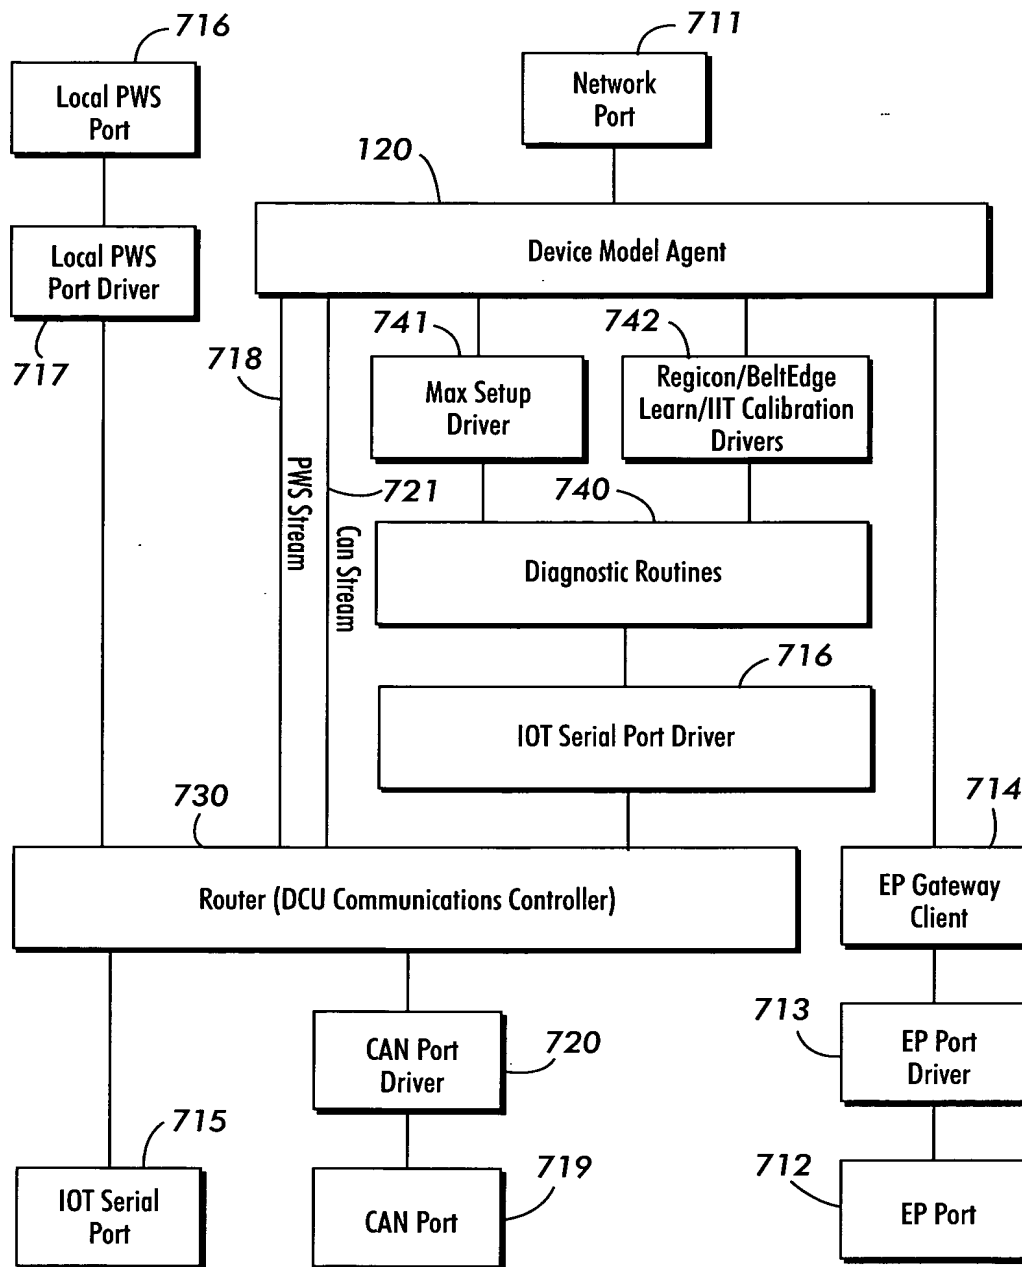 716
711
Local PWS
Port
Network
Port
120
Local PWS
Port Driver
Device Model Agent
717
718
741
742
Max Setup
Driver
Regicon/BeltEdge
Learn/IIT Calibration
Drivers
PWS Stream
721
Can Stream
740
Diagnostic Routines
716
IOT Serial Port Driver
730
714
Router (DCU Communications Controller)
EP Gateway
Client
713
CAN Port
Driver
720
EP Port
Driver
715
719
712
IOT Serial
Port
CAN Port
EP Port